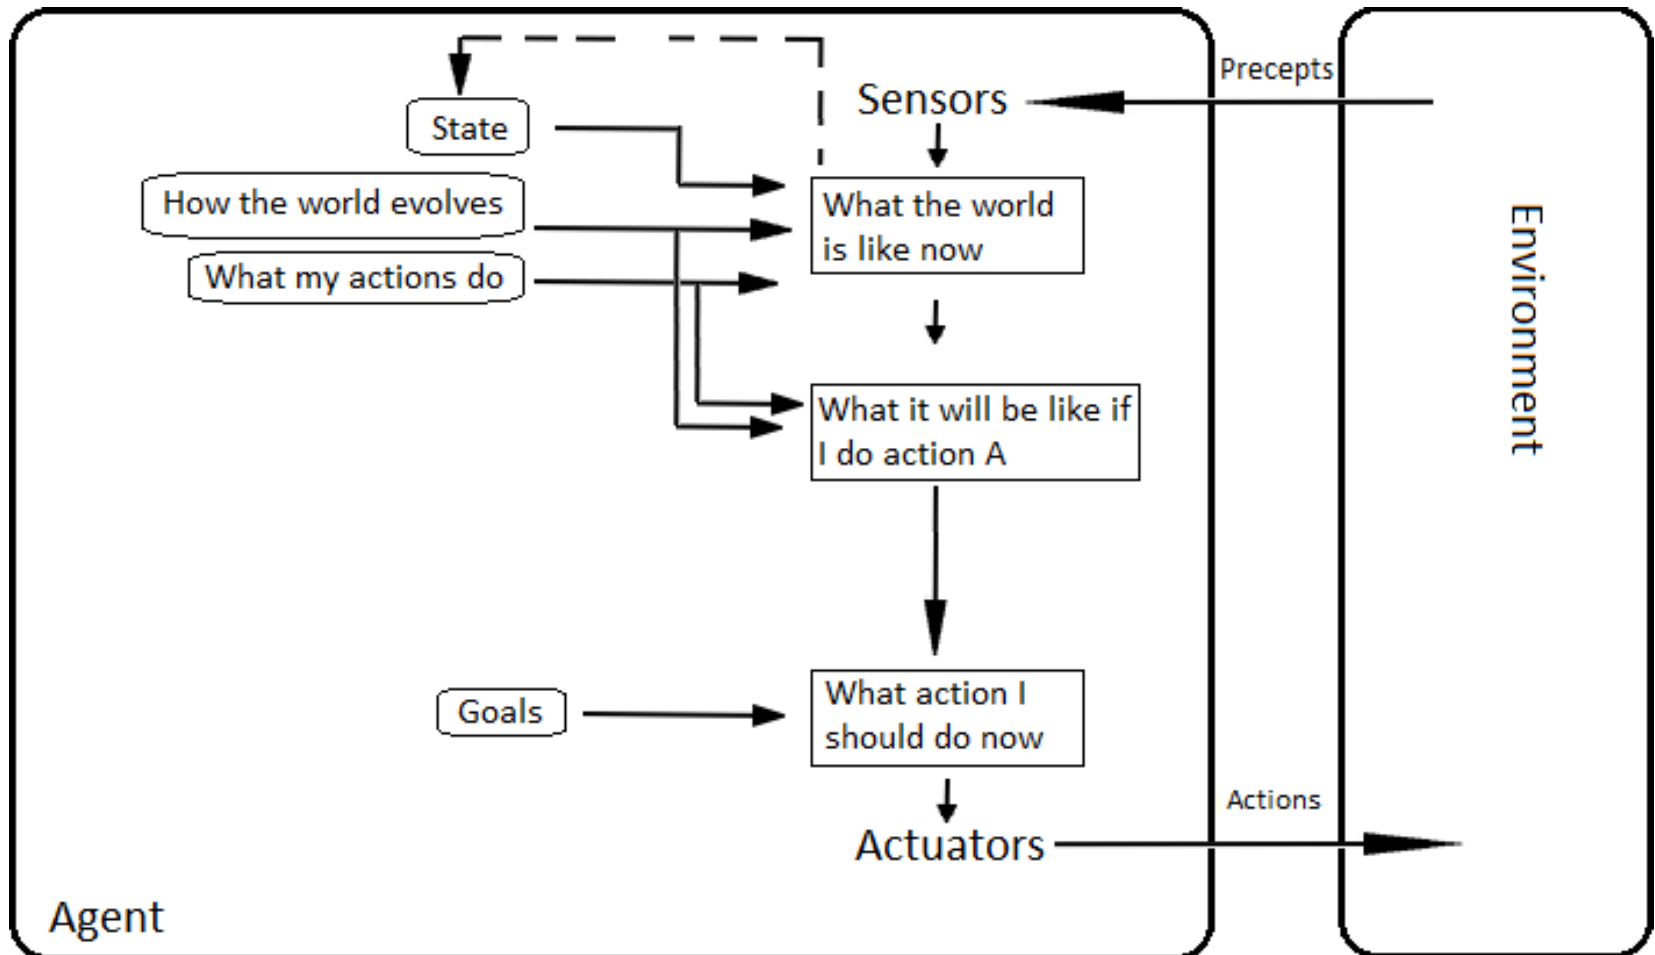 Precepts
Sensors
State
How the world evolves
What the world
is like now
What my actions do
Environment
What it will be like if
I do action A
What action I
should do now
Goals
Actions
Actuators
Agent